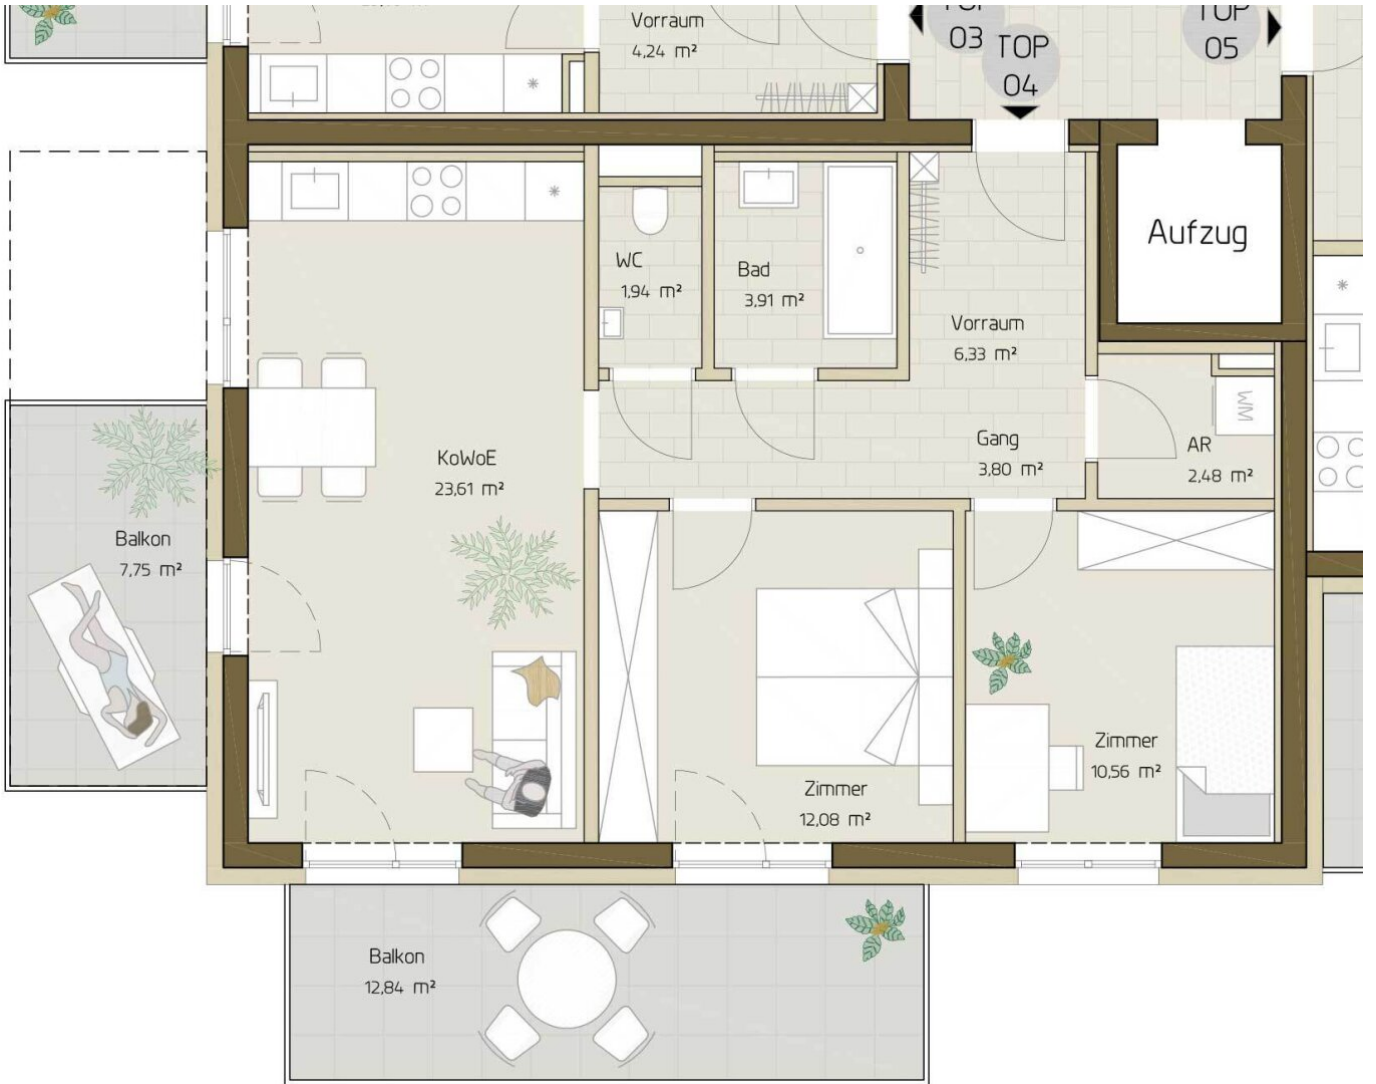 Vorraum
4,24 m²
TOP
03
TOP
04
TOP
05
Aufzug
WC
1,94 m²
Bad
3,91 m²
Vorraum
6,33 m²
WM
Gang
3,80 m²
AR
2,48 m²
KoWoE
23,61 m²
Balkon
7,75 m²
Zimmer
10,56 m²
Zimmer
12,08 m²
Balkon
12,84 m²